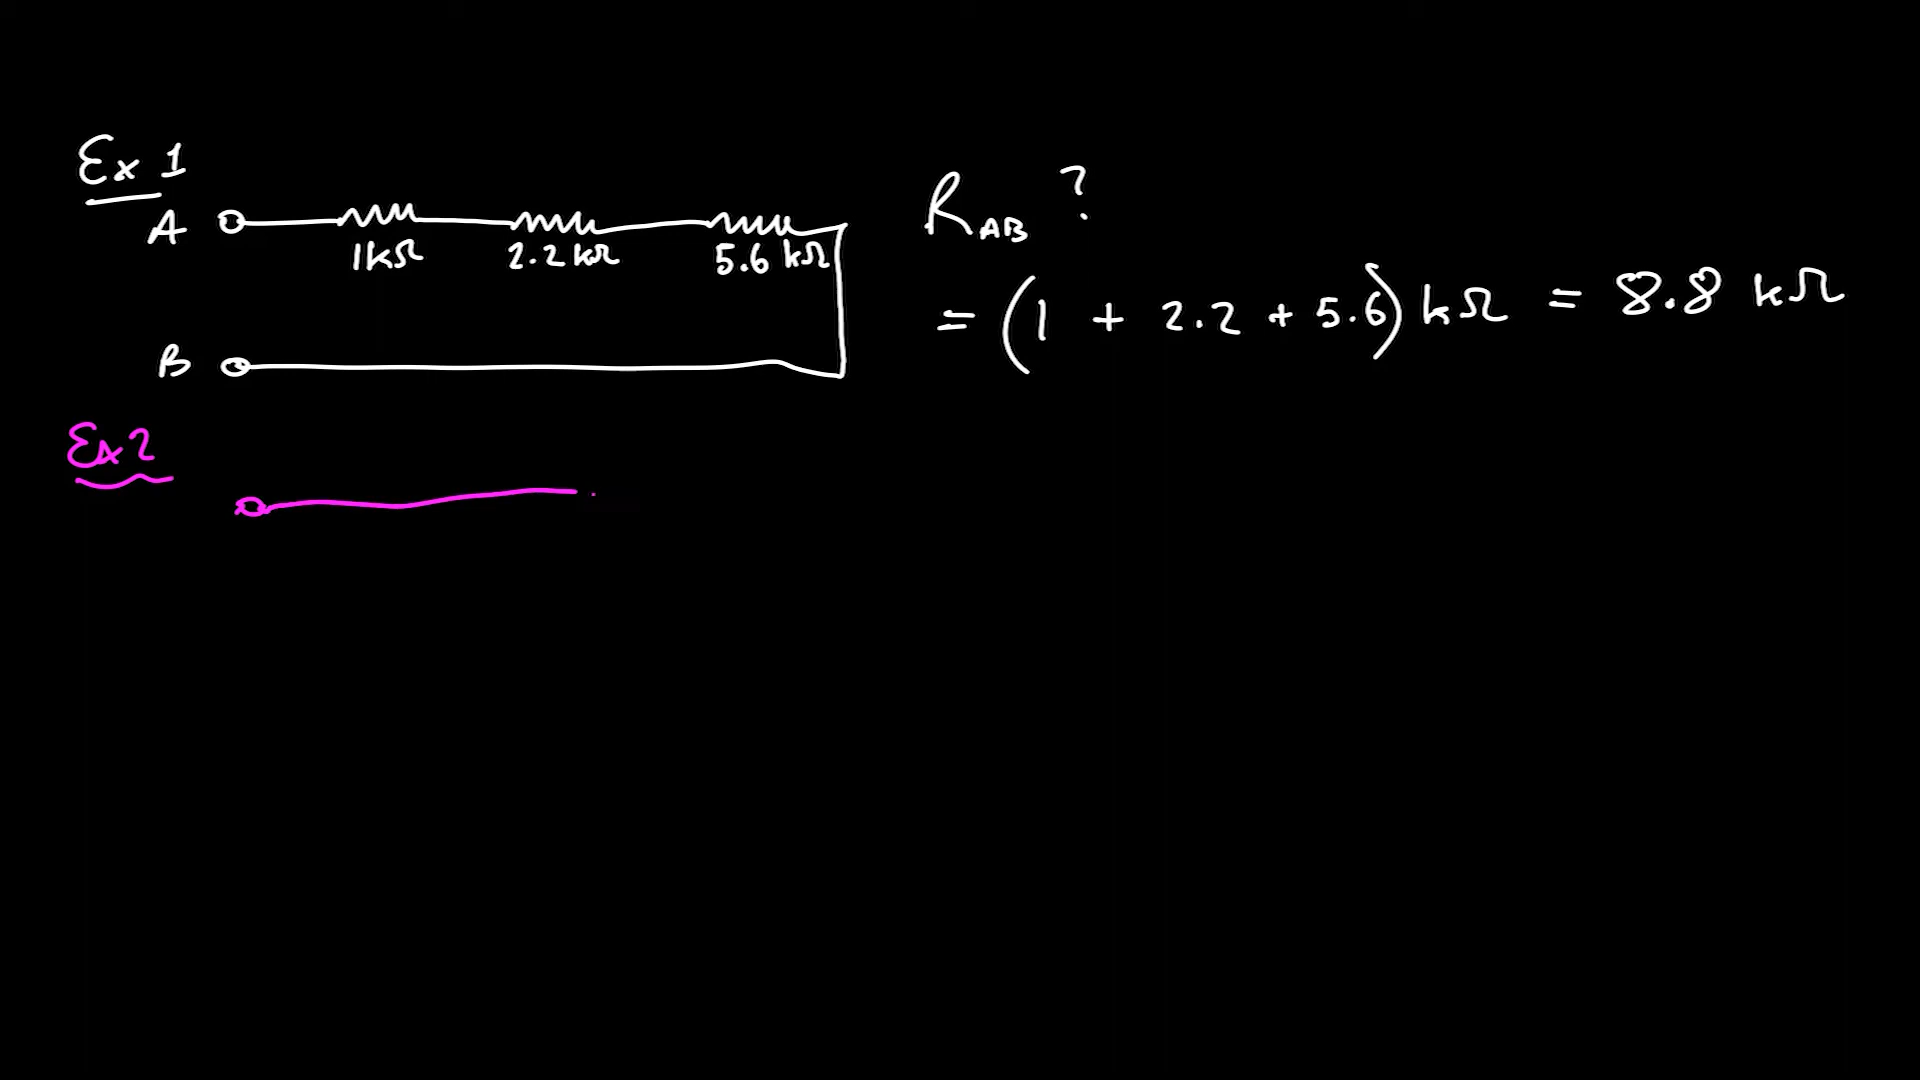 Ex 1
A
1kΩ 2.2 kΩ 5.6 kΩ
B
R_AB ?
= (1 + 2.2 + 5.6) kΩ = 8.8 kΩ
Ex 2